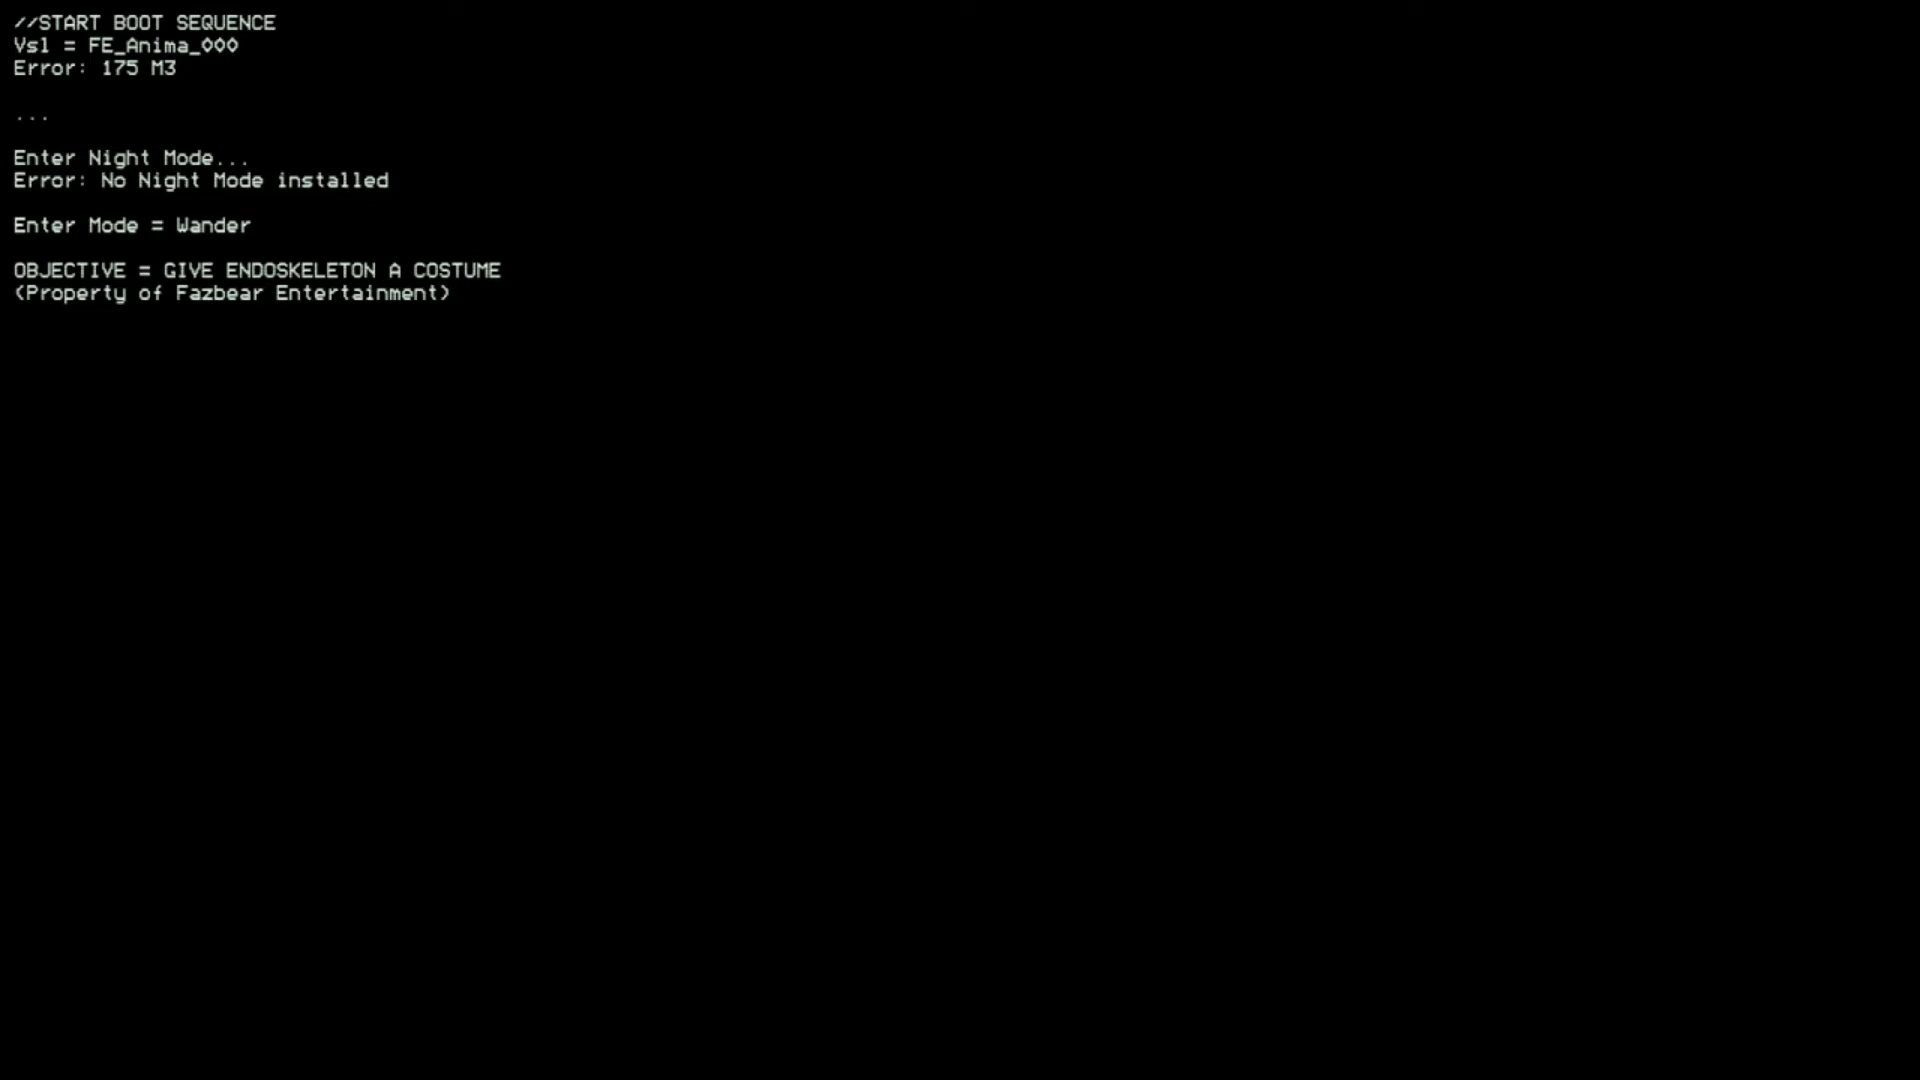 //START BOOT SEQUENCE
Vsl = FE_Anima_000
Error: 175 M3
...
Enter Night Mode...
Error: No Night Mode installed
Enter Mode = Wander
OBJECTIVE = GIVE ENDOSKELETON A COSTUME
(Property of Fazbear Entertainment)